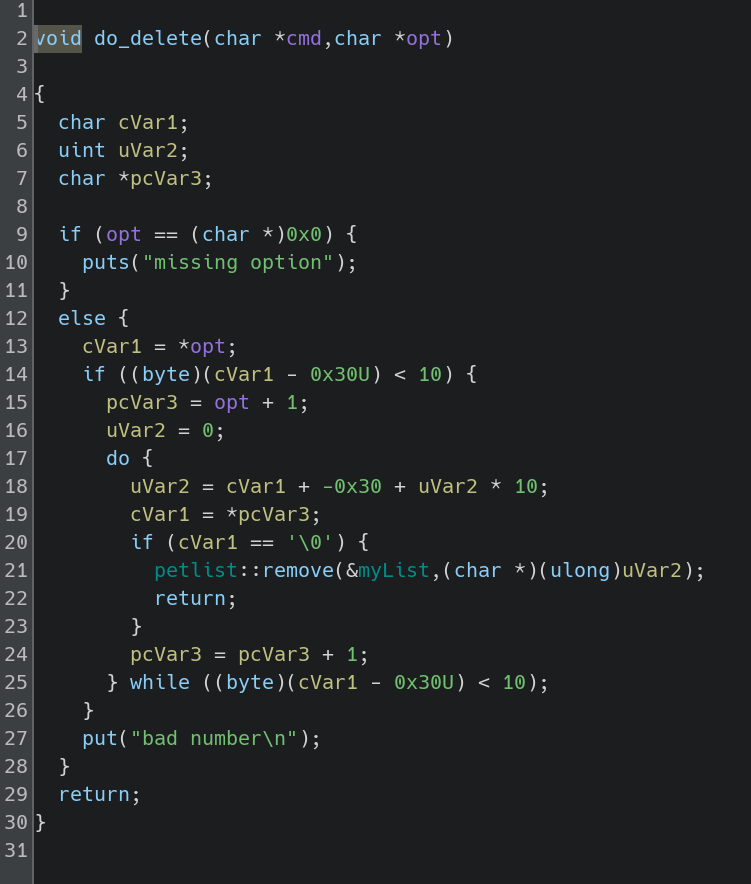 1
2 void do_delete(char *cmd,char *opt)
3
4 {
5   char cVar1;
6   uint uVar2;
7   char *pcVar3;
8
9   if (opt == (char *)0x0) {
10     puts("missing option");
11   }
12   else {
13     cVar1 = *opt;
14     if ((byte)(cVar1 - 0x30U) < 10) {
15       pcVar3 = opt + 1;
16       uVar2 = 0;
17       do {
18         uVar2 = cVar1 + -0x30 + uVar2 * 10;
19         cVar1 = *pcVar3;
20         if (cVar1 == '\0') {
21           petlist::remove(&myList,(char *)(ulong)uVar2);
22           return;
23         }
24         pcVar3 = pcVar3 + 1;
25       } while ((byte)(cVar1 - 0x30U) < 10);
26     }
27     put("bad number\n");
28   }
29   return;
30 }
31